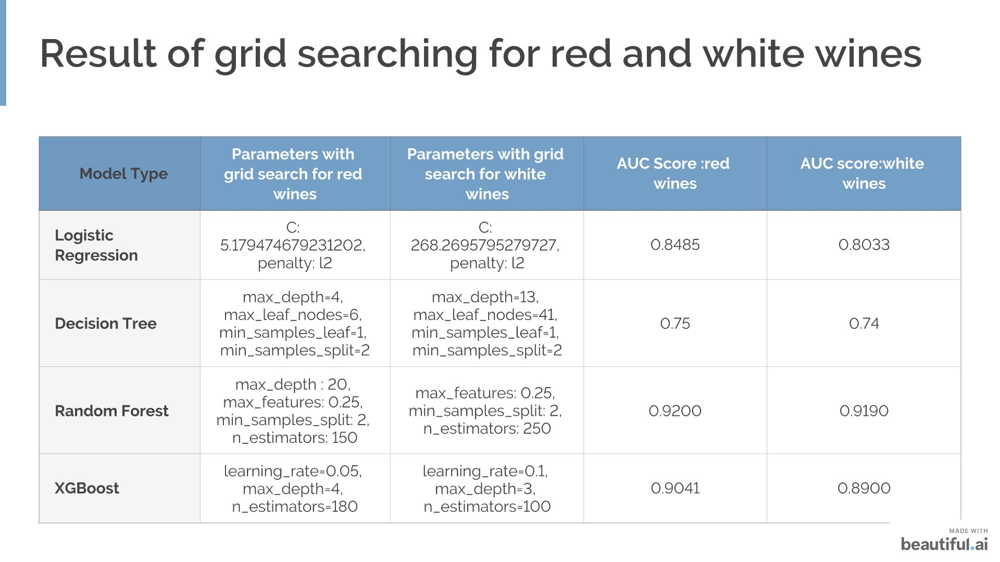 Result of grid searching for red and white wines
Model Type
Parameters with
grid search for red
wines
Parameters with grid
search for white
wines
AUC Score :red
wines
AUC score:white
wines
Logistic
Regression
C:
5.179474679231202,
penalty: l2
C:
268.2695795279727,
penalty: l2
0.8485
0.8033
Decision Tree
max_depth=4,
max_leaf_nodes=6,
min_samples_leaf=1,
min_samples_split=2
max_depth=13,
max_leaf_nodes=41,
min_samples_leaf=1,
min_samples_split=2
0.75
0.74
Random Forest
max_depth : 20,
max_features: 0.25,
min_samples_split: 2,
n_estimators: 150
max_features: 0.25,
min_samples_split: 2,
n_estimators: 250
0.9200
0.9190
XGBoost
learning_rate=0.05,
max_depth=4,
n_estimators=180
learning_rate=0.1,
max_depth=3,
n_estimators=100
0.9041
0.8900
MADE WITH
beautiful.ai